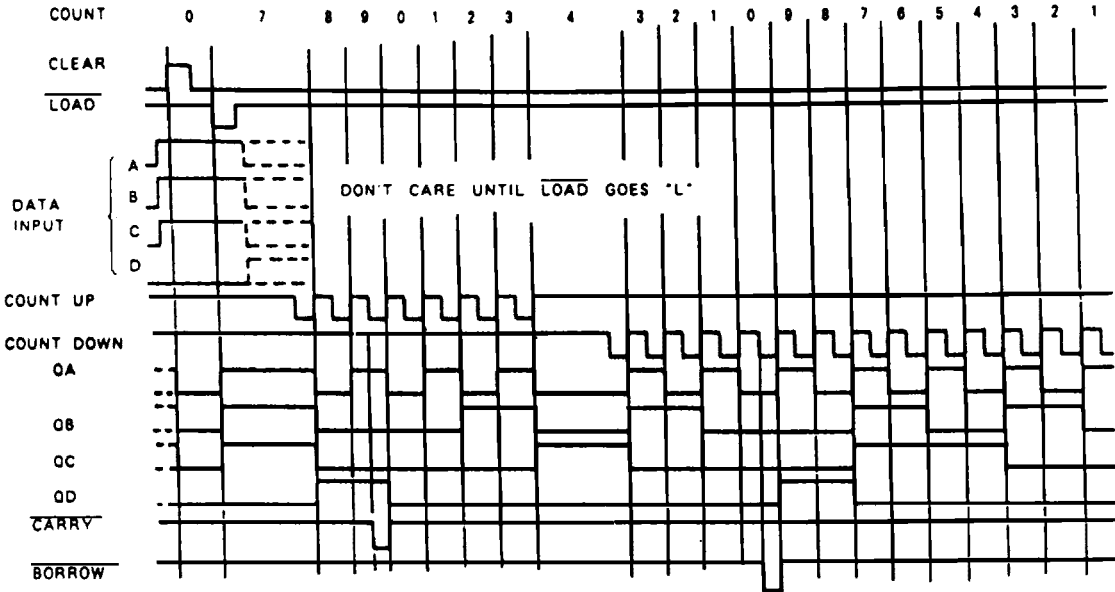 COUNT 0 7 8 9 0 1 2 3 4 3 2 1 0 9 8 7 6 5 4 3 2 1
CLEAR
LOAD
DATA INPUT
A
B
C
D
DON'T CARE UNTIL LOAD GOES "L"
COUNT UP
COUNT DOWN
QA
QB
QC
QD
CARRY
BORROW